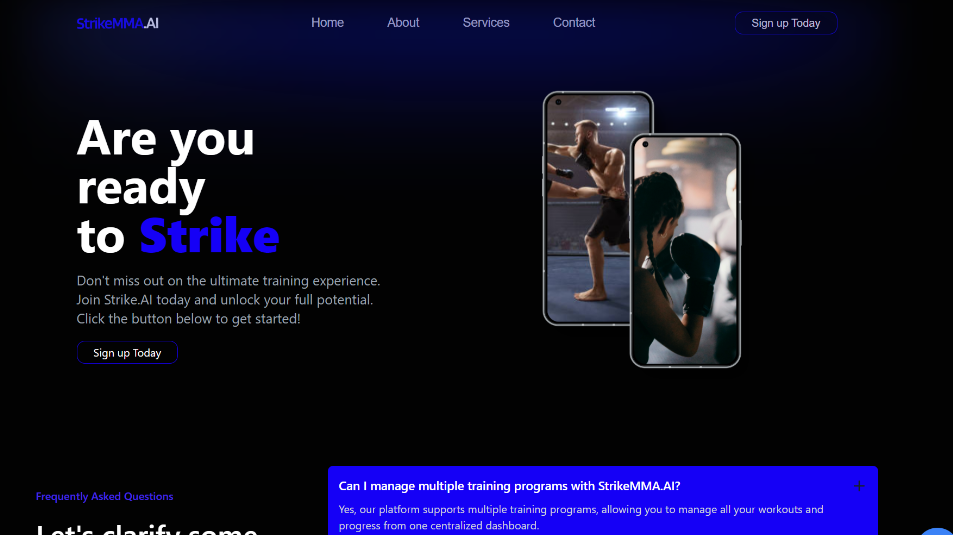 StrikeMMA.AI
Home
About
Services
Contact
Sign up Today
Are you
ready
to Strike
Don't miss out on the ultimate training experience.
Join Strike.AI today and unlock your full potential.
Click the button below to get started!
Sign up Today
Frequently Asked Questions
Let's clarify some
Can I manage multiple training programs with StrikeMMA.AI?
Yes, our platform supports multiple training programs, allowing you to manage all your workouts and
progress from one centralized dashboard.